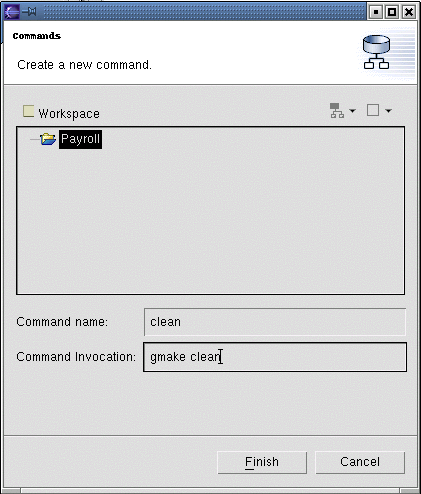 Commands
Create a new command.
Workspace
Payroll
Command name: clean
Command Invocation: gmake clean
Finish Cancel